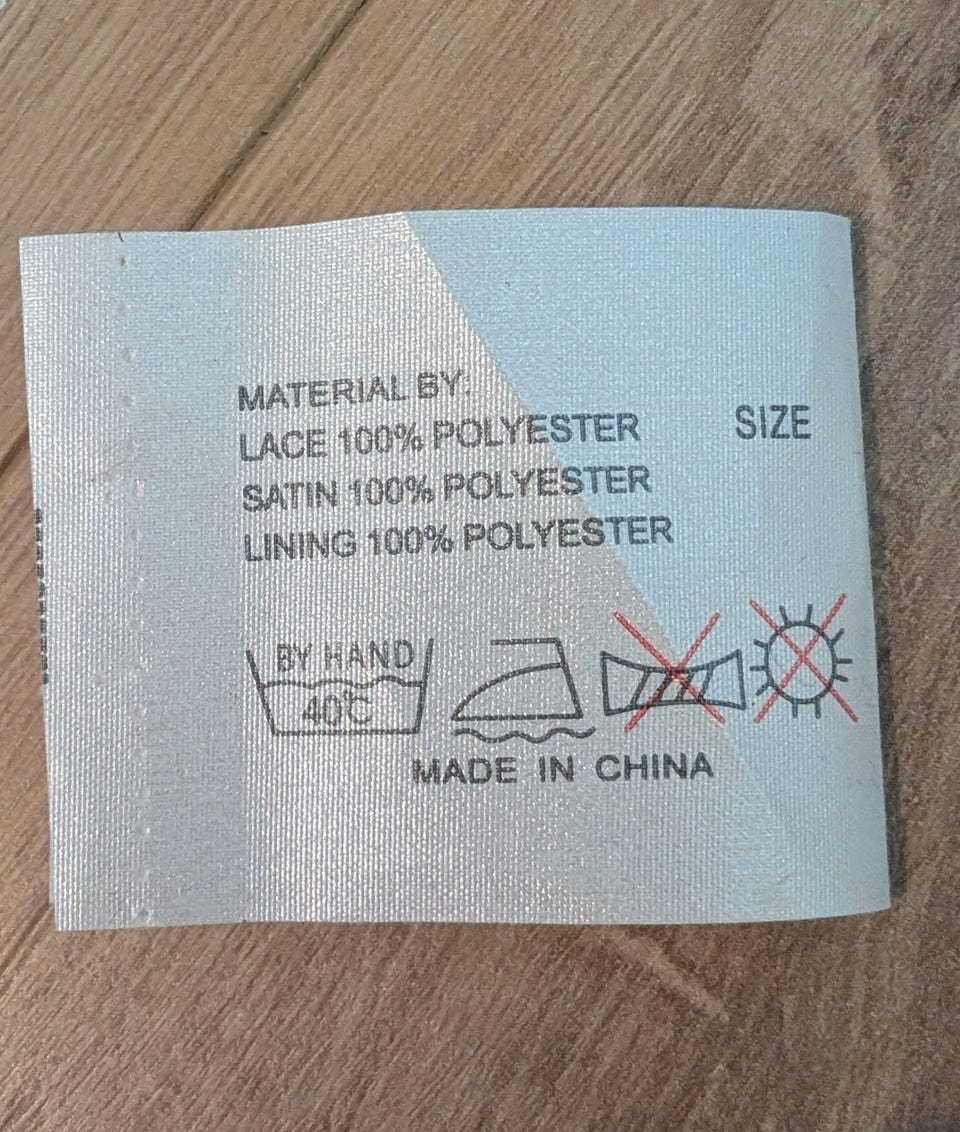 MATERIAL BY:
LACE 100% POLYESTER
SIZE
SATIN 100% POLYESTER
LINING 100% POLYESTER
BY HAND
40℃
MADE IN CHINA